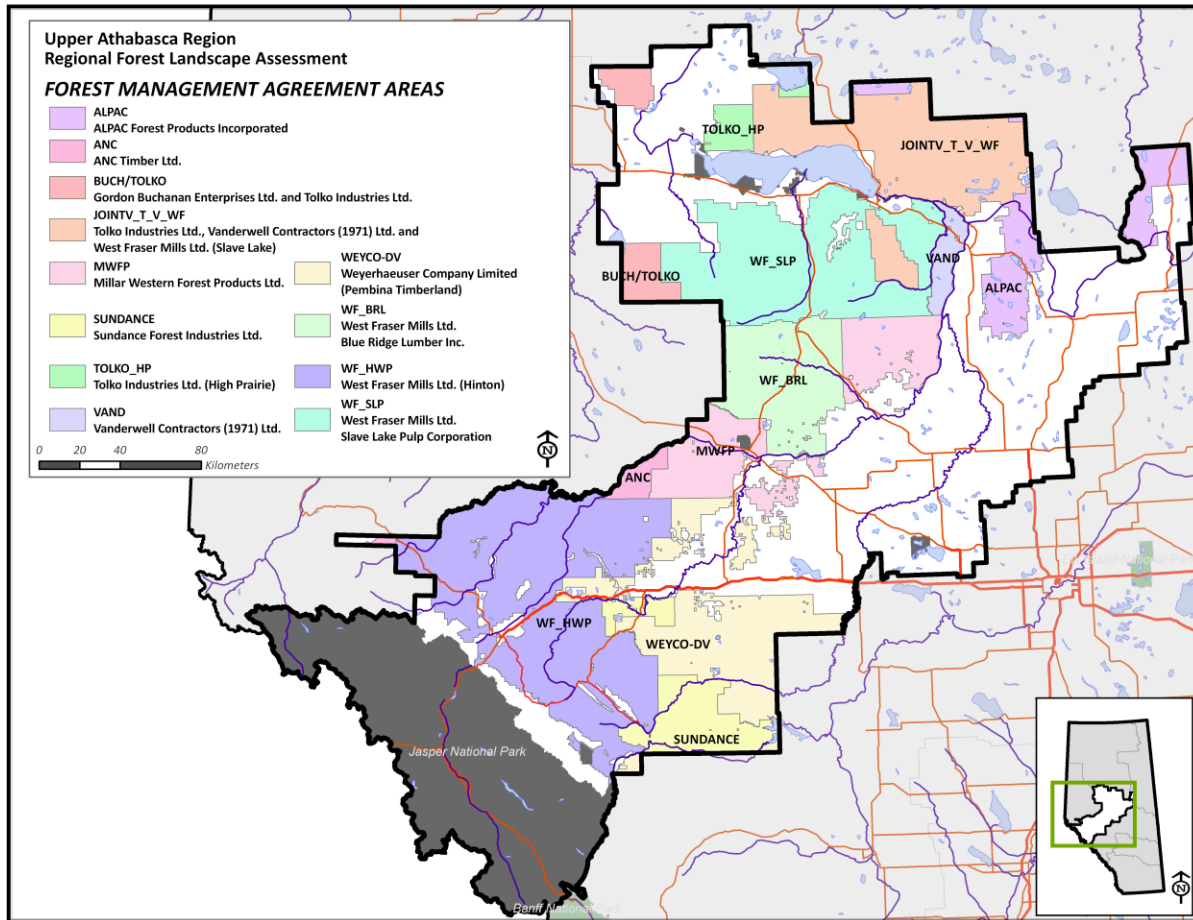 Upper Athabasca Region
Regional Forest Landscape Assessment
FOREST MANAGEMENT AGREEMENT AREAS
ALPAC
ALPAC Forest Products Incorporated
ANC
ANC Timber Ltd.
BUCH/TOLKO
Gordon Buchanan Enterprises Ltd. and Tolko Industries Ltd.
JOINTV_T_V_WF
Tolko Industries Ltd., Vanderwell Contractors (1971) Ltd. and
West Fraser Mills Ltd. (Slave Lake)
MWFP
Millar Western Forest Products Ltd.
SUNDANCE
Sundance Forest Industries Ltd.
TOLKO_HP
Tolko Industries Ltd. (High Prairie)
VAND
Vanderwell Contractors (1971) Ltd.
WEYCO-DV
Weyerhaeuser Company Limited
(Pembina Timberland)
WF_BRL
West Fraser Mills Ltd.
Blue Ridge Lumber Inc.
WF_HWP
West Fraser Mills Ltd. (Hinton)
WF_SLP
West Fraser Mills Ltd.
Slave Lake Pulp Corporation
0 20 40 80
Kilometers
N
TOLKO_HP
JOINTV_T_V_WF
BUCH/TOLKO
WF_SLP
VAND
ALPAC
WF_BRL
MWFP
ANC
WF_HWP
WEYCO-DV
SUNDANCE
Jasper National Park
Banff National Park
National Park
N